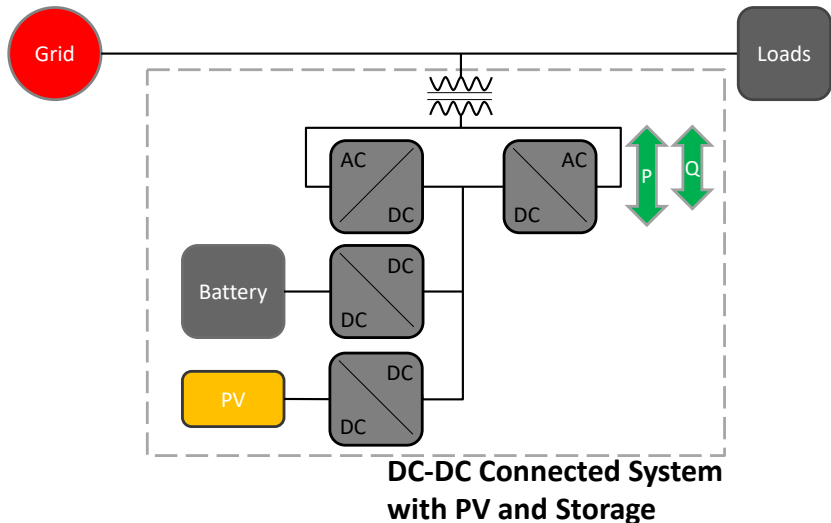 Grid
Loads
AC
DC
AC
DC
P
Q
Battery
DC
DC
PV
DC
DC
DC-DC Connected System
with PV and Storage